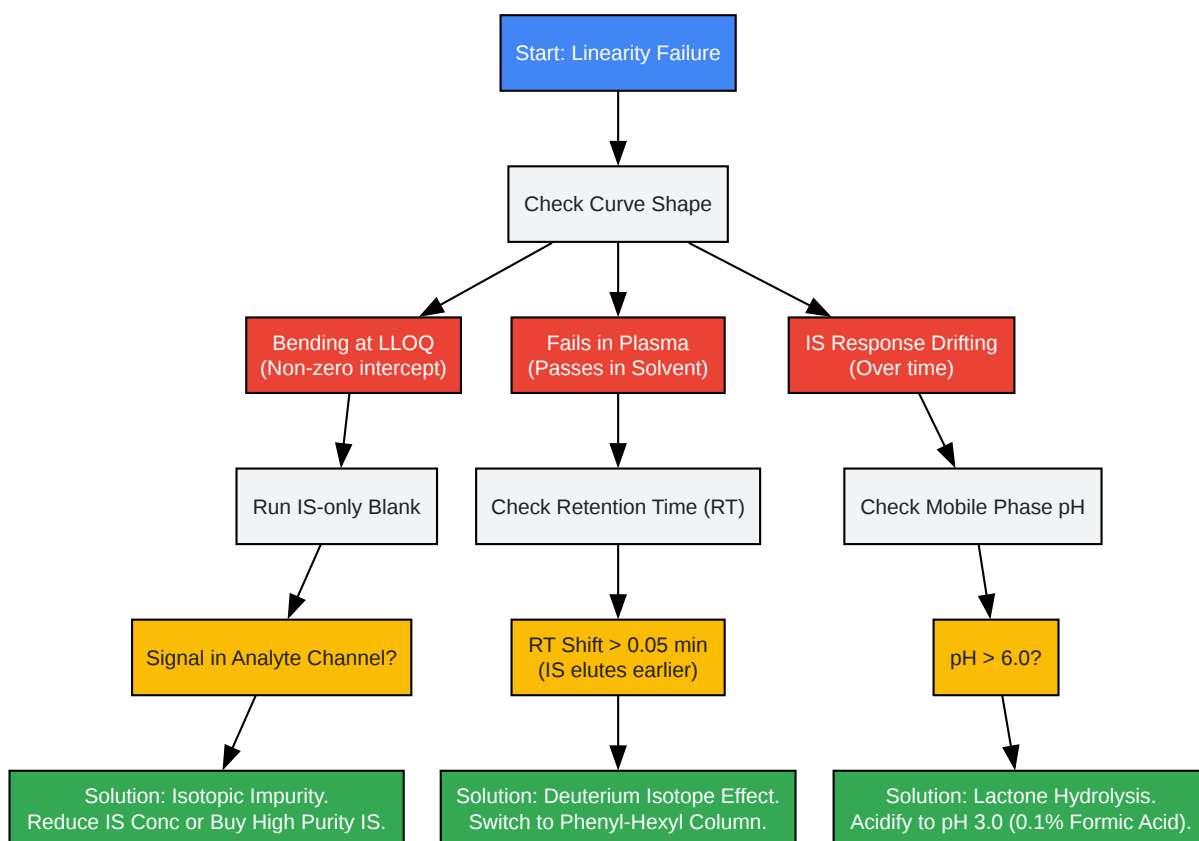 Start: Linearity Failure
Check Curve Shape
Bending at LLOQ
(Non-zero intercept)
Fails in Plasma
(Passes in Solvent)
IS Response Drifting
(Over time)
Run IS-only Blank
Check Retention Time (RT)
Check Mobile Phase pH
Signal in Analyte Channel?
RT Shift > 0.05 min
(IS elutes earlier)
pH > 6.0?
Solution: Isotopic Impurity.
Reduce IS Conc or Buy High Purity IS.
Solution: Deuterium Isotope Effect.
Switch to Phenyl-Hexyl Column.
Solution: Lactone Hydrolysis.
Acidify to pH 3.0 (0.1% Formic Acid).